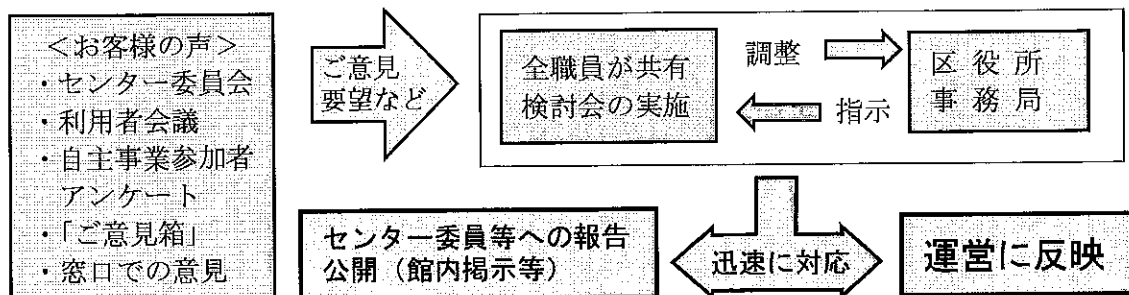 ＜お客様の声＞
・センター委員会
・利用者会議
・自主事業参加者
アンケート
・「ご意見箱」
・窓口での意見
ご意見
要望など
全職員が共有
検討会の実施
調整
指示
区役所
事務局
センター委員等への報告
公開（館内掲示等）
迅速に対応
運営に反映